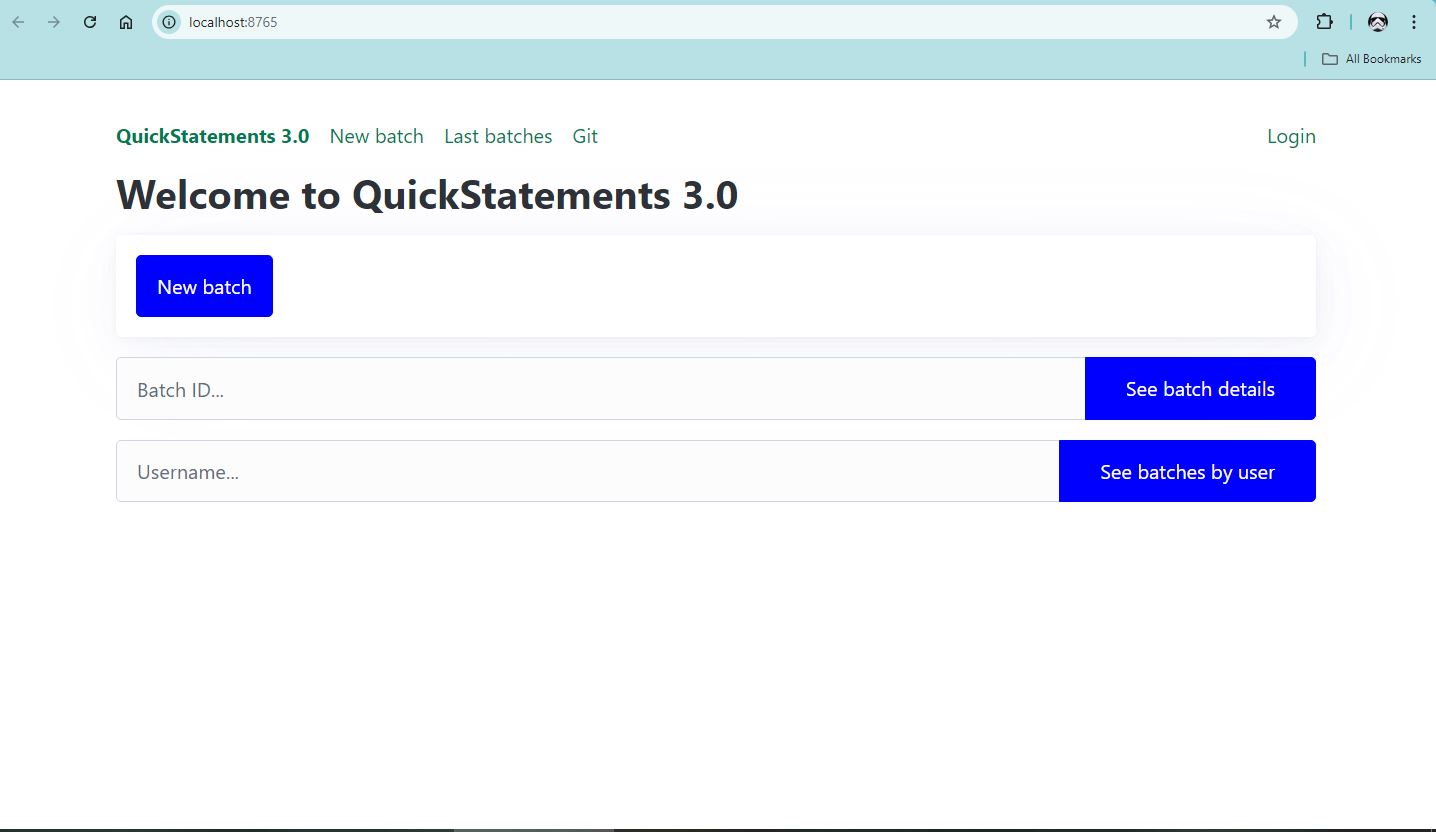 localhost:8765
All Bookmarks
QuickStatements 3.0 New batch Last batches Git Login
Welcome to QuickStatements 3.0
New batch
Batch ID... See batch details
Username... See batches by user